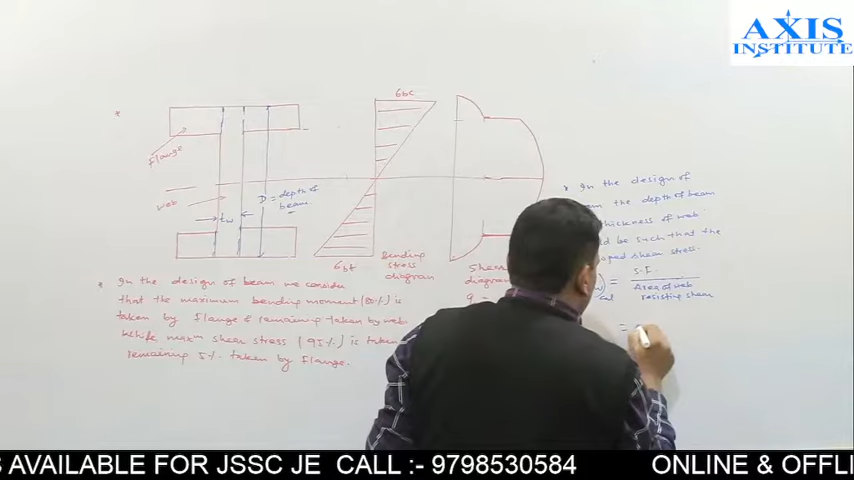 AXIS
INSTITUTE
*
flange
web
tw
D = depth of
beam
6bc
6bt
Bending
stress
diagram
Shear
diagram
q
* In the design of beam we consider
that the maximum bending moment (80%) is
taken by flange & remaining taken by web.
While, maxm shear stress (95%) is taken
remaining 5% taken by flange.
* In the design of
the depth of beam
thickness of web
be such that the
shear stress.
cal
=
S.F
Area of web
resisting shear
=
S AVAILABLE FOR JSSC JE CALL :- 9798530584 ONLINE & OFFLI